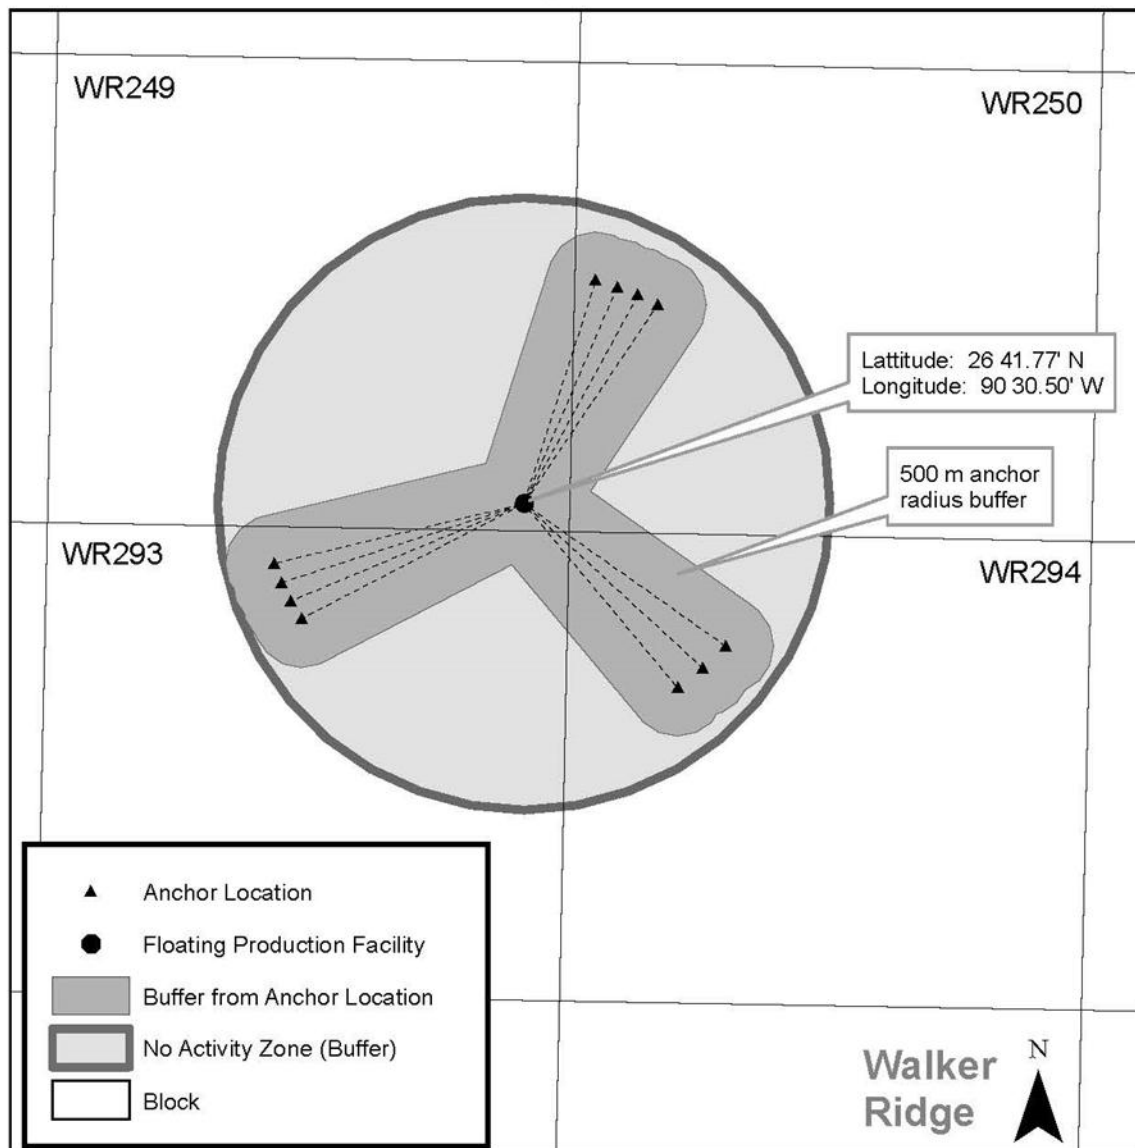 WR249
WR250
Lattitude: 26 41.77' N
Longitude: 90 30.50' W
500 m anchor
radius buffer
WR293
WR294
Anchor Location
Floating Production Facility
Buffer from Anchor Location
No Activity Zone (Buffer)
Block
Walker
Ridge
N